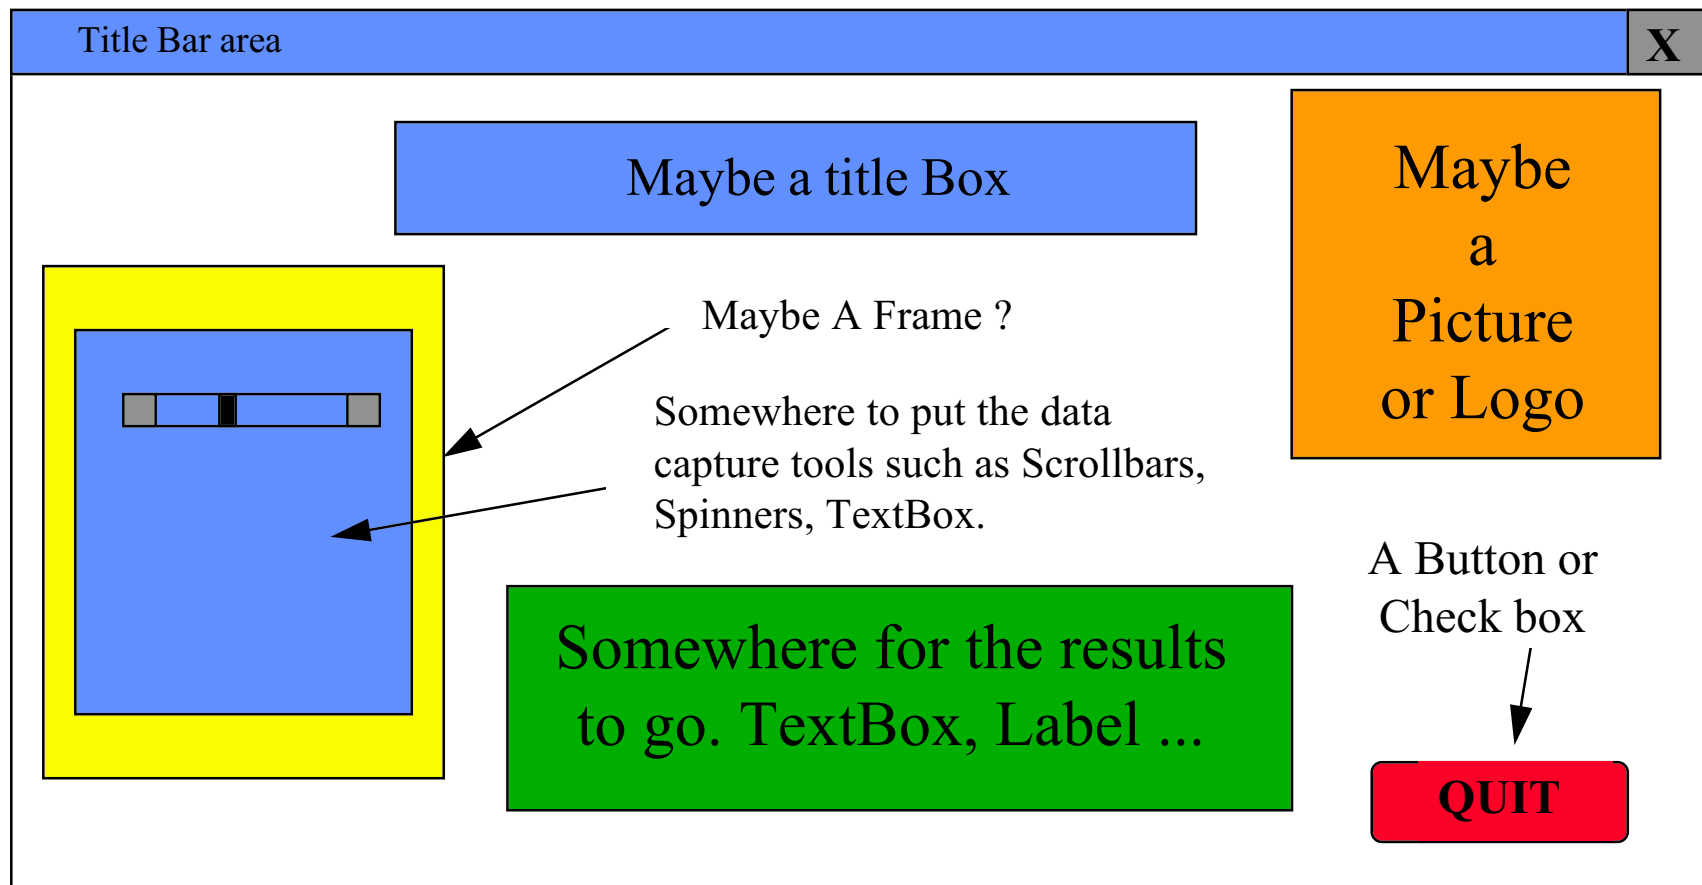 Title Bar area
X
Maybe a title Box
Maybe
a
Picture
or Logo
Maybe A Frame ?
Somewhere to put the data
capture tools such as Scrollbars,
Spinners, TextBox.
A Button or
Check box
Somewhere for the results
to go. TextBox, Label ...
QUIT